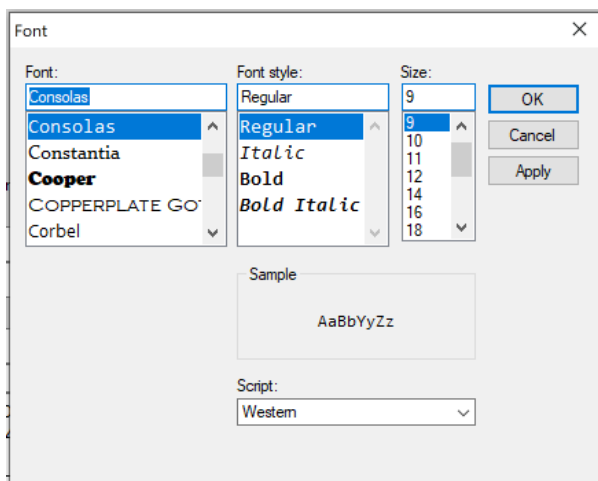 Font
Font:
Consolas
Consolas
Constantia
Cooper
COPPERPLATE GOT
Corbel
Font style:
Regular
Regular
Italic
Bold
Bold Italic
Size:
9
9
10
11
12
14
16
18
OK
Cancel
Apply
Sample
AaBbYyZz
Script:
Western